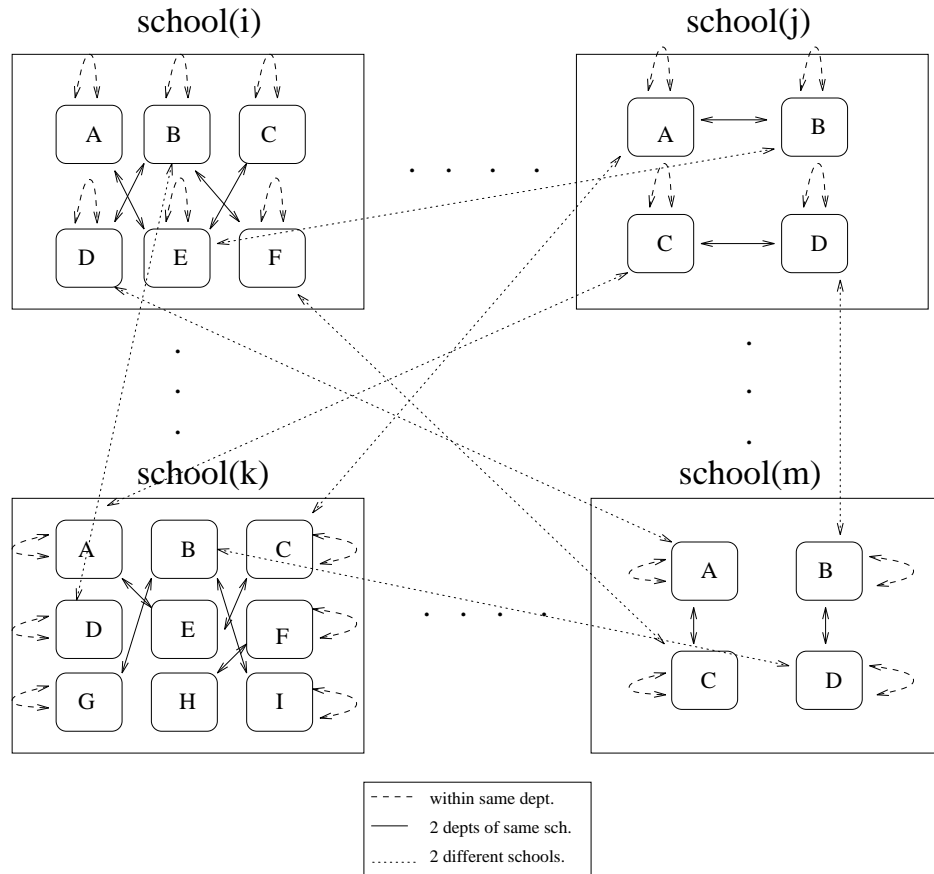 school(i)
school(j)
A
B
C
D
E
F
A
B
C
D
school(k)
school(m)
A
B
C
D
E
F
G
H
I
A
B
C
D
within same dept.
2 depts of same sch.
2 different schools.